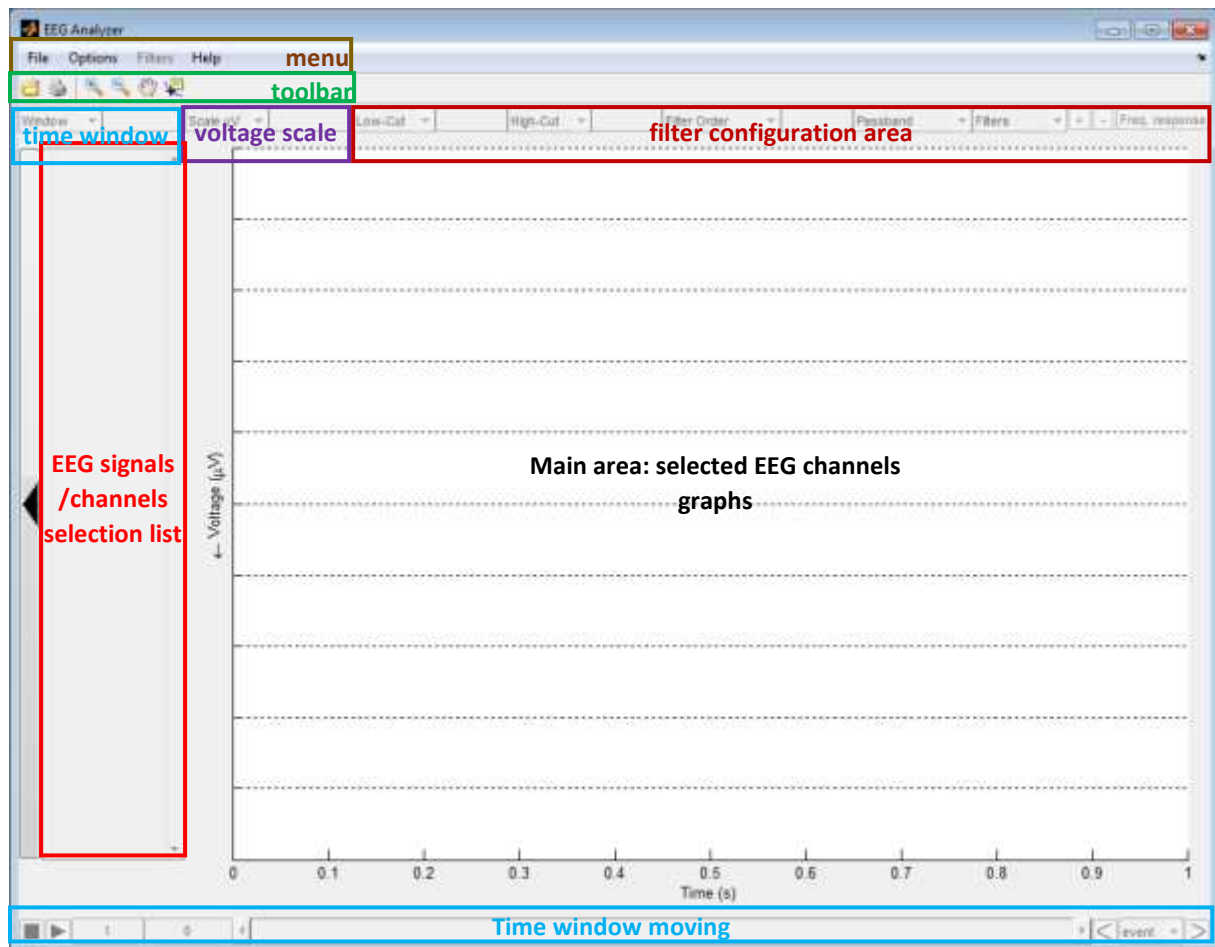 EEG Analyzer
File Options Filters Help menu
toolbar
Window Scale uV Low-Cut High-Cut Filter Order Passband Filters + - Freq. response
time window voltage scale filter configuration area
EEG signals
/channels
selection list
← Voltage (μV)
Main area: selected EEG channels
graphs
0 0.1 0.2 0.3 0.4 0.5 0.6 0.7 0.8 0.9 1
Time (s)
1 0 Time window moving < event >